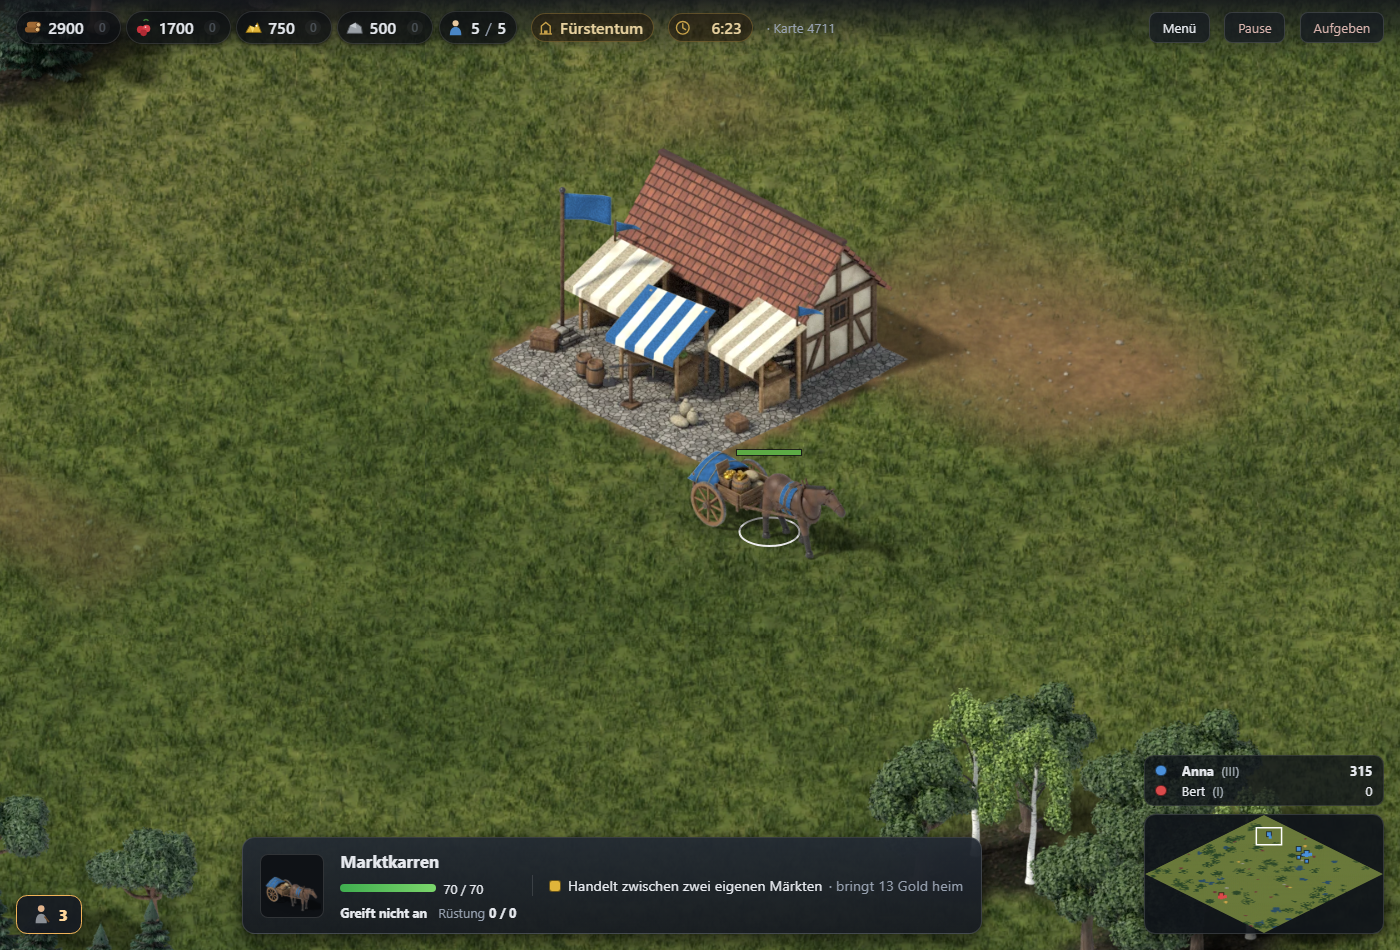 2900 0 1700 0 750 0 500 0 5 / 5 Fürstentum 6:23 · Karte 4711 Menü Pause Aufgeben
Anna (III) 315
Bert (I) 0
Marktkarren
70 / 70
Handelt zwischen zwei eigenen Märkten · bringt 13 Gold heim
Greift nicht an Rüstung 0 / 0
3